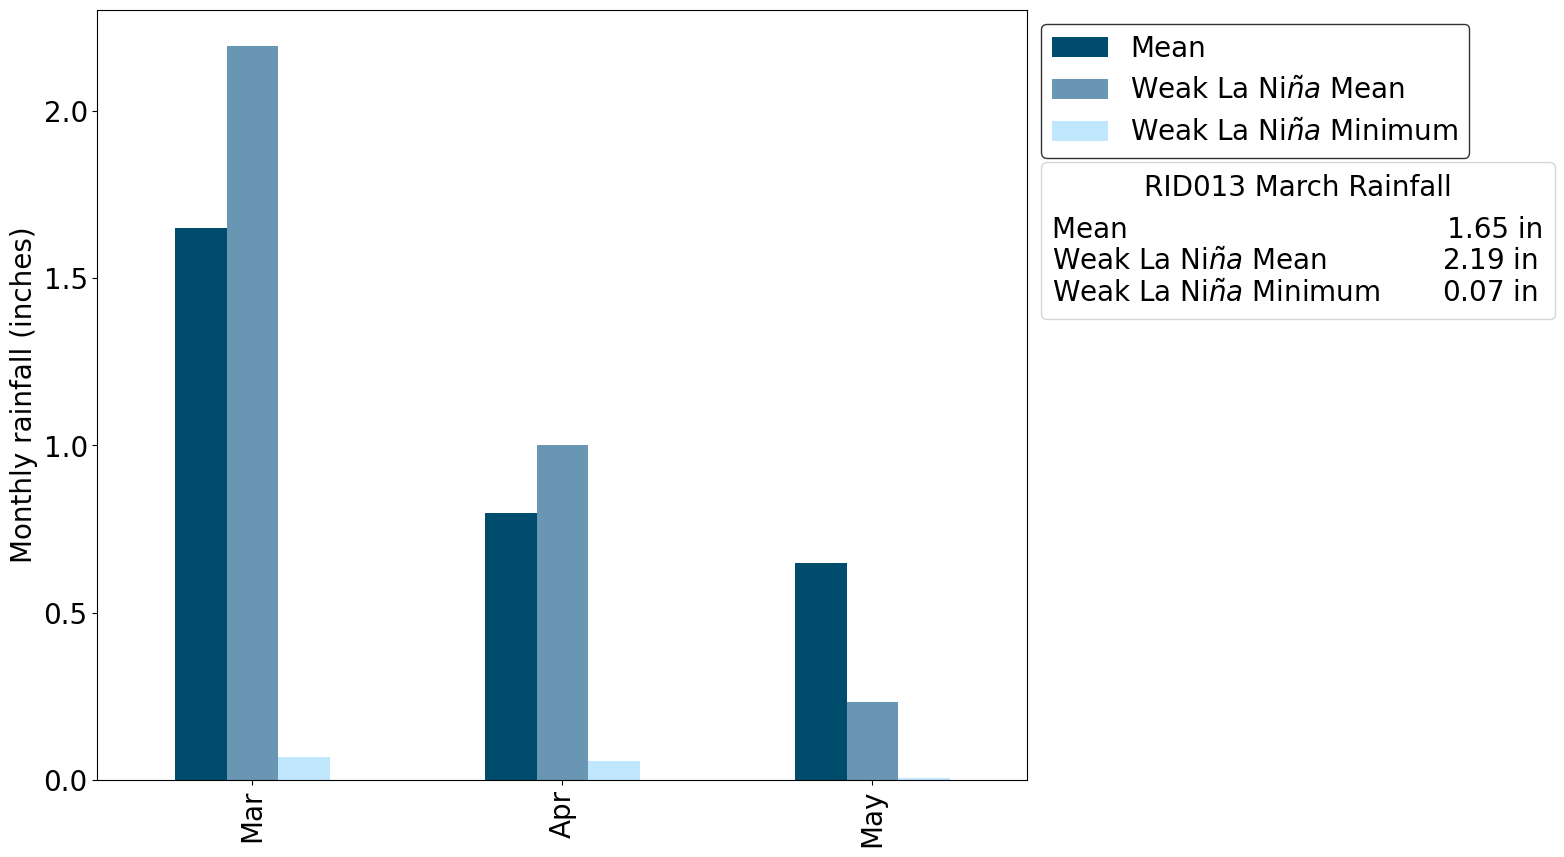 Monthly rainfall (inches)
2.0
1.5
1.0
0.5
0.0
Mar
Apr
May
Mean
Weak La Niña Mean
Weak La Niña Minimum
RID013 March Rainfall
Mean 1.65 in
Weak La Niña Mean 2.19 in
Weak La Niña Minimum 0.07 in